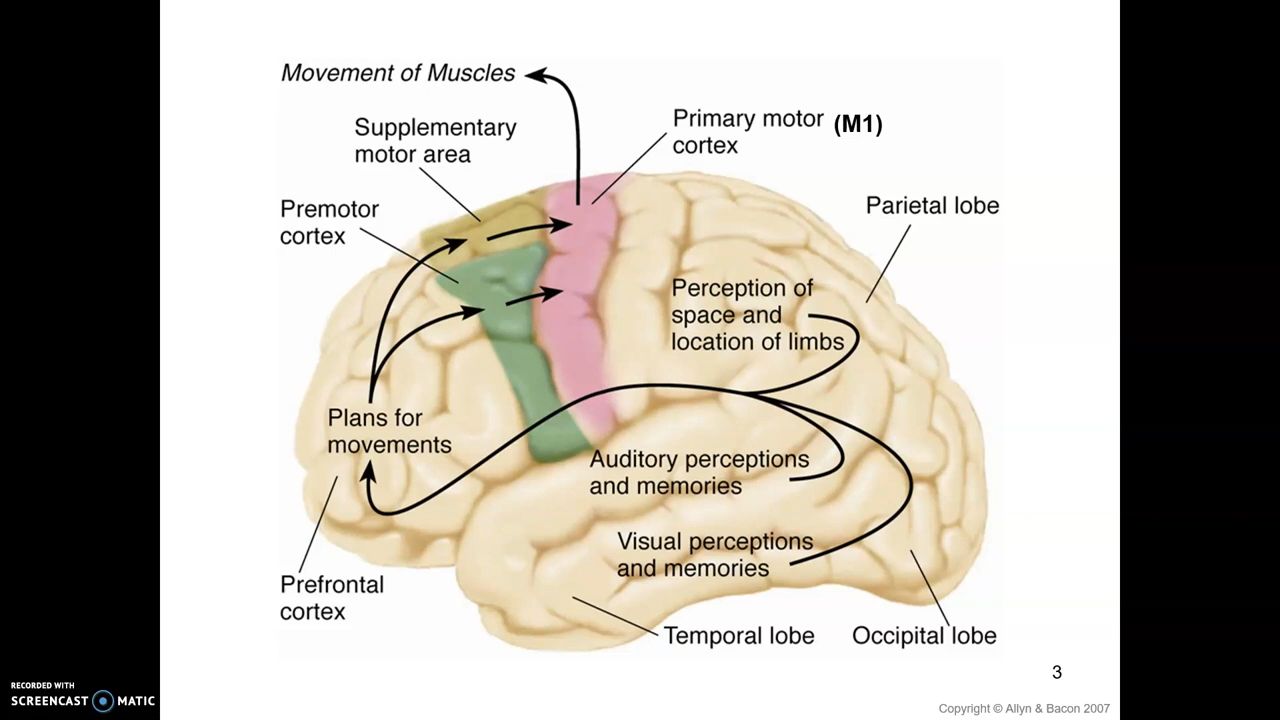 Movement of Muscles
Supplementary
motor area
Primary motor (M1)
cortex
Premotor
cortex
Parietal lobe
Perception of
space and
location of limbs
Plans for
movements
Auditory perceptions
and memories
Visual perceptions
and memories
Prefrontal
cortex
Temporal lobe
Occipital lobe
3
RECORDED WITH
SCREENCAST MATIC
Copyright © Allyn & Bacon 2007